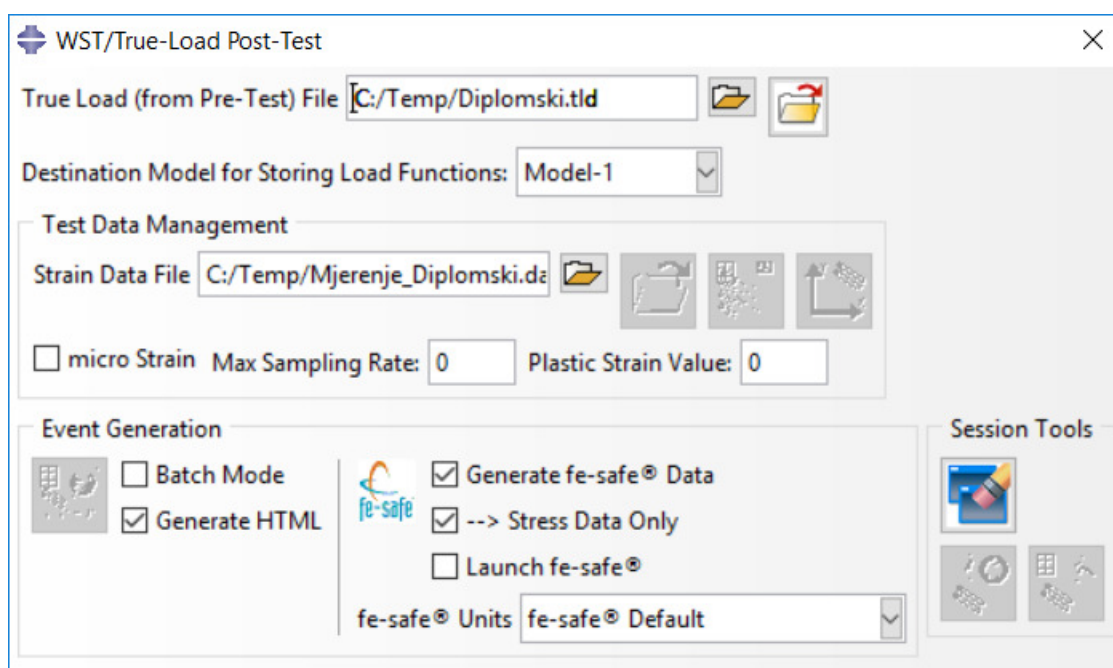 WST/True-Load Post-Test
True Load (from Pre-Test) File C:/Temp/Diplomski.tld
Destination Model for Storing Load Functions: Model-1
Test Data Management
Strain Data File C:/Temp/Mjerenje_Diplomski.da
micro Strain Max Sampling Rate: 0 Plastic Strain Value: 0
Event Generation
Batch Mode
Generate HTML
fe-safe
Generate fe-safe® Data
--> Stress Data Only
Launch fe-safe®
fe-safe® Units fe-safe® Default
Session Tools